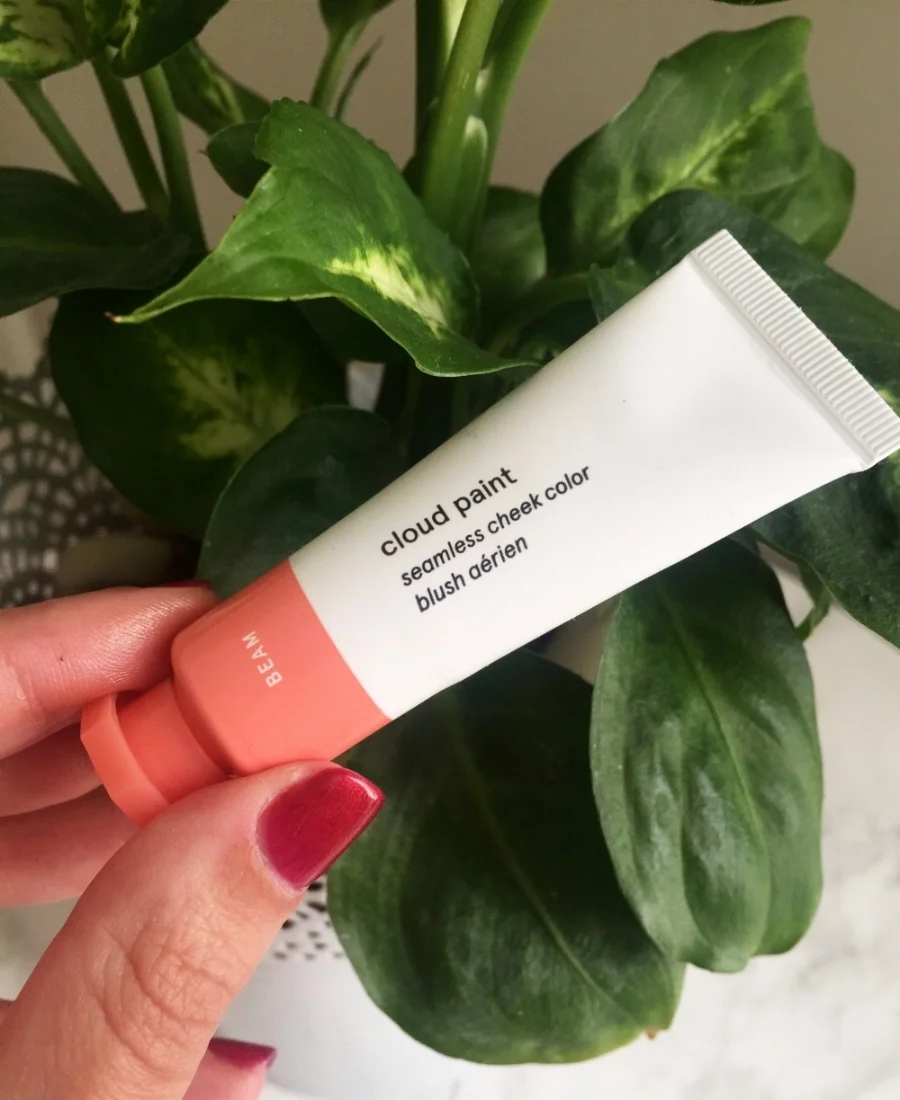 cloud paint
seamless cheek color
blush aérien
BEAM